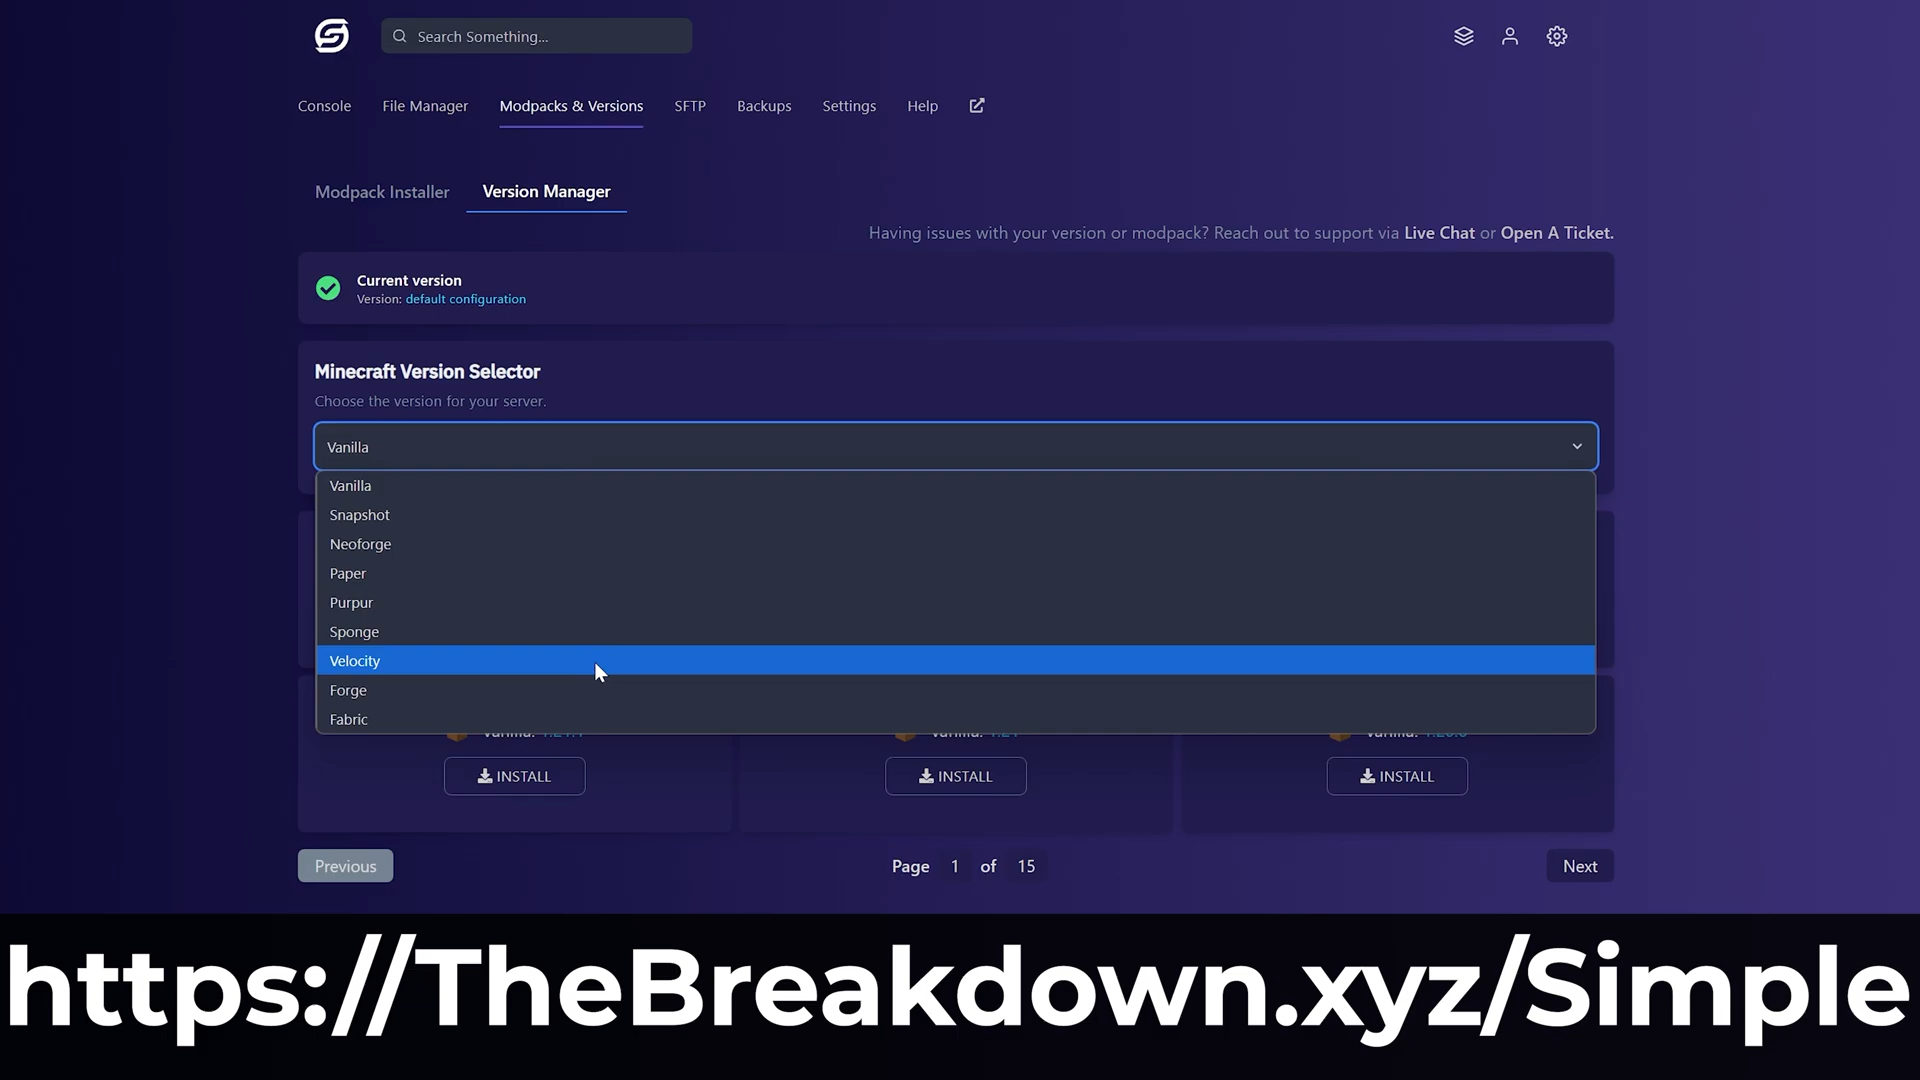 Search Something...
Console File Manager Modpacks & Versions SFTP Backups Settings Help
Modpack Installer Version Manager
Having issues with your version or modpack? Reach out to support via Live Chat or Open A Ticket.
Current version
Version: default configuration
Minecraft Version Selector
Choose the version for your server.
Vanilla
Vanilla
Snapshot
Neoforge
Paper
Purpur
Sponge
Velocity
Forge
Fabric
INSTALL INSTALL INSTALL
Previous Page 1 of 15 Next
https://TheBreakdown.xyz/Simple